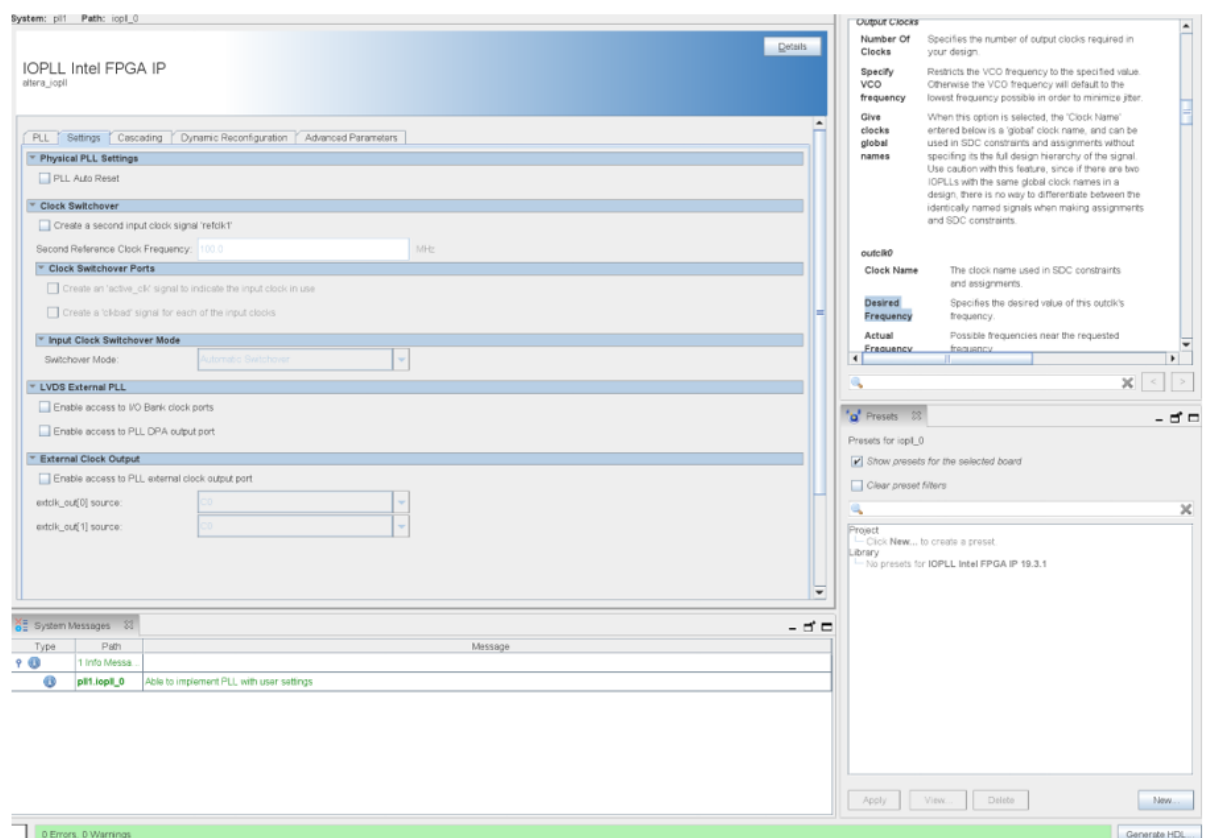 System: pll1 Path: iopll_0
Details
IOPLL Intel FPGA IP
altera_iopll
PLL Settings Cascading Dynamic Reconfiguration Advanced Parameters
Physical PLL Settings
PLL Auto Reset
Clock Switchover
Create a second input clock signal 'refclk1'
Second Reference Clock Frequency: 100.0 MHz
Clock Switchover Ports
Create an 'active_clk' signal to indicate the input clock in use
Create a 'clkbad' signal for each of the input clocks
Input Clock Switchover Mode
Switchover Mode: Automatic Switchover
LVDS External PLL
Enable access to I/O Bank clock ports
Enable access to PLL DPA output port
External Clock Output
Enable access to PLL external clock output port
extclk_out[0] source: C0
extclk_out[1] source: C0
System Messages
Type Path Message
1 Info Messa...
pll1.iopll_0 Able to implement PLL with user settings
0 Errors, 0 Warnings
Output Clocks
Number Of Specifies the number of output clocks required in
Clocks your design.
Specify Restricts the VCO frequency to the specified value.
VCO Otherwise the VCO frequency will default to the
frequency lowest frequency possible in order to minimize jitter.
Give When this option is selected, the 'Clock Name'
clocks entered below is a 'global' clock name, and can be
global used in SDC constraints and assignments without
names specifing its the full design hierarchy of the signal.
Use caution with this feature, since if there are two
IOPLLs with the same global clock names in a
design, there is no way to differentiate between the
identically named signals when making assignments
and SDC constraints.
outclk0
Clock Name The clock name used in SDC constraints
and assignments.
Desired Specifies the desired value of this outclk's
Frequency frequency.
Actual Possible frequencies near the requested
Frequency frequency
< >
Presets
Presets for iopll_0
Show presets for the selected board
Clear preset filters
Project
Click New... to create a preset.
Library
No presets for IOPLL Intel FPGA IP 19.3.1
Apply View... Delete New...
Generate HDL...